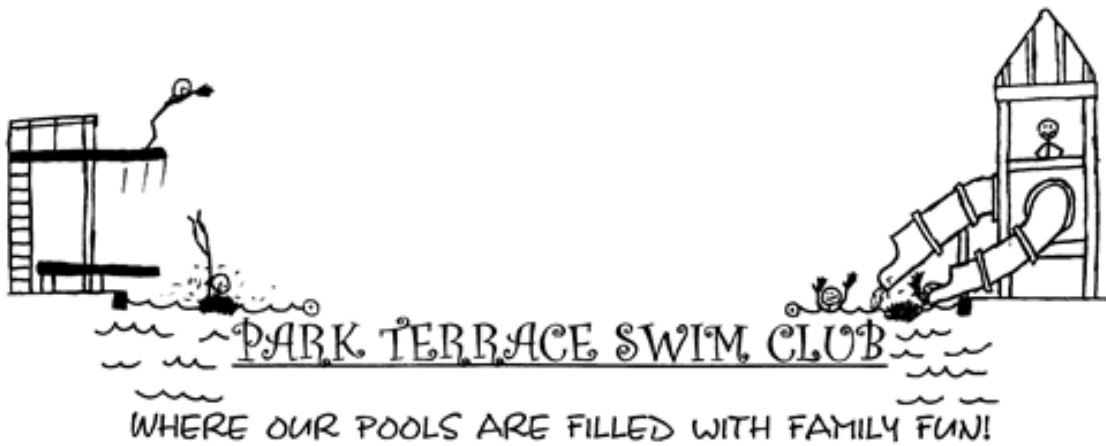 PARK TERRACE SWIM CLUB
WHERE OUR POOLS ARE FILLED WITH FAMILY FUN!